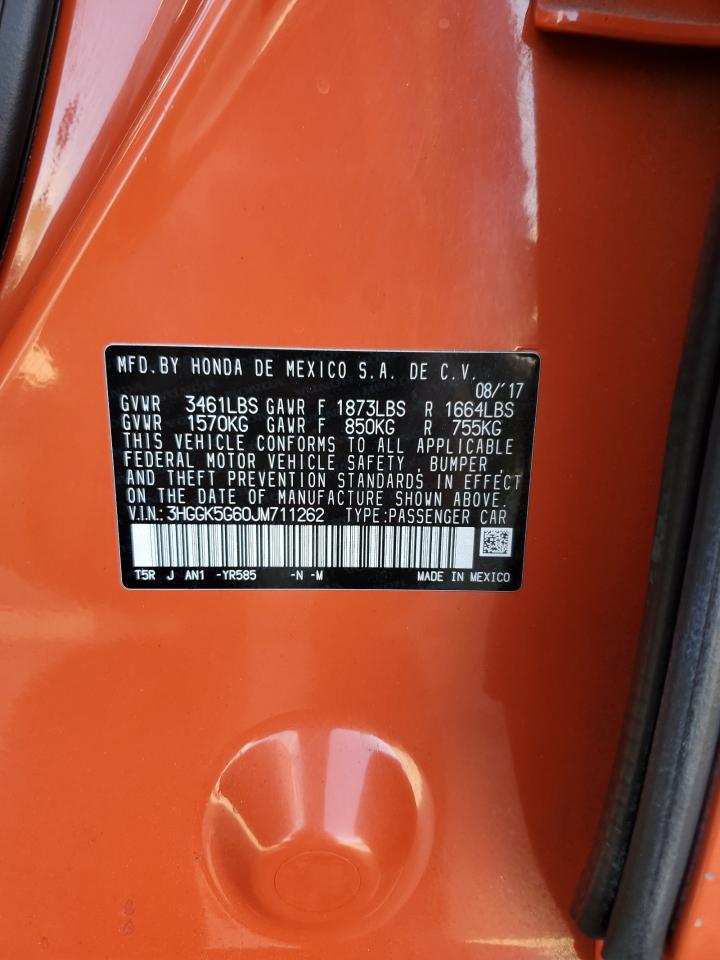 MFD.BY HONDA DE MEXICO S.A. DE C.V.
08/'17
GVWR 3461LBS GAWR F 1873LBS R 1664LBS
GVWR 1570KG GAWR F 850KG R 755KG
THIS VEHICLE CONFORMS TO ALL APPLICABLE
FEDERAL MOTOR VEHICLE SAFETY , BUMPER ,
AND THEFT PREVENTION STANDARDS IN EFFECT
ON THE DATE OF MANUFACTURE SHOWN ABOVE.
V.I.N.: 3HGGK5G60JM711262 TYPE:PASSENGER CAR
T5R J AN1 -YR585 -N -M MADE IN MEXICO